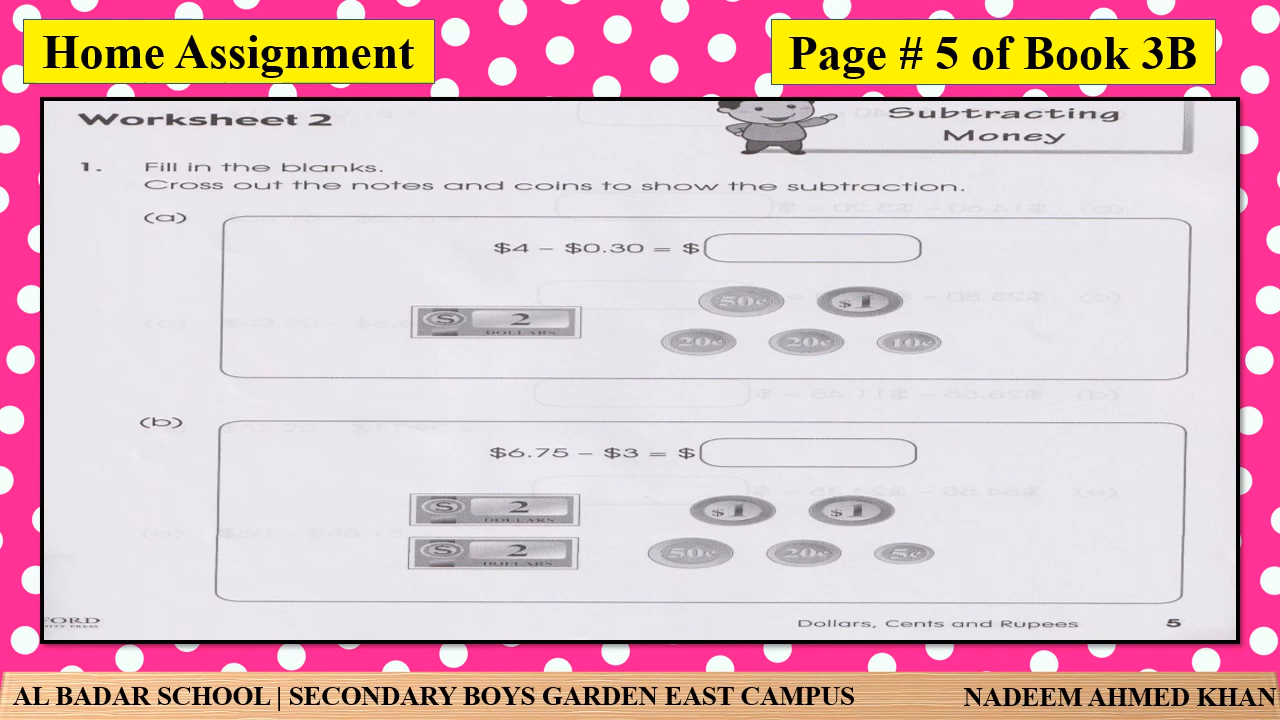 Home Assignment
Page # 5 of Book 3B
Worksheet 2
Subtracting
Money
1. Fill in the blanks.
Cross out the notes and coins to show the subtraction.
(a)
$4 – $0.30 = $
50¢ $1
S 2
DOLLARS
20¢ 20¢ 10¢
(b)
$6.75 – $3 = $
S 2
DOLLARS
$1 $1
S 2
DOLLARS
50¢ 20¢ 5¢
FORD
Dollars, Cents and Rupees 5
AL BADAR SCHOOL | SECONDARY BOYS GARDEN EAST CAMPUS
NADEEM AHMED KHAN